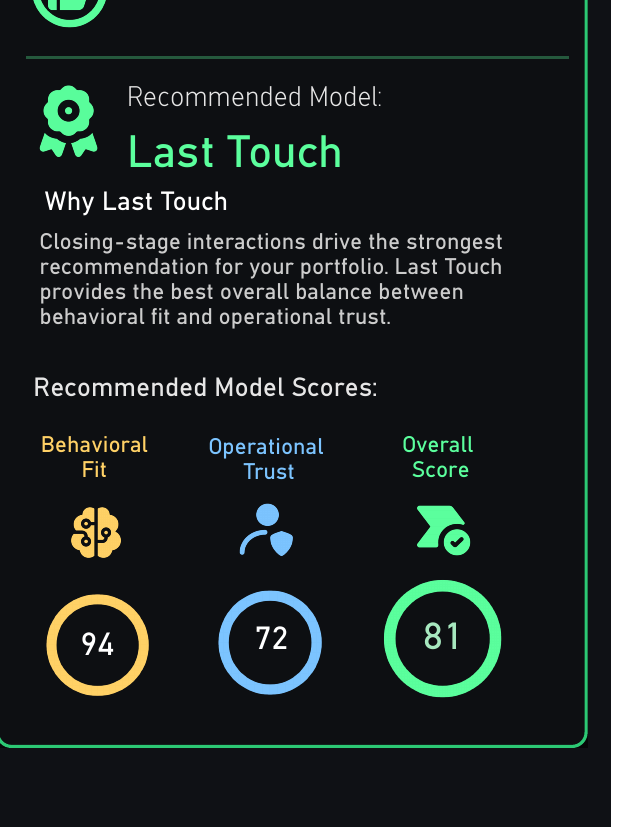 Recommended Model:
Last Touch
Why Last Touch
Closing-stage interactions drive the strongest
recommendation for your portfolio. Last Touch
provides the best overall balance between
behavioral fit and operational trust.
Recommended Model Scores:
Behavioral
Fit
Operational
Trust
Overall
Score
94
72
81